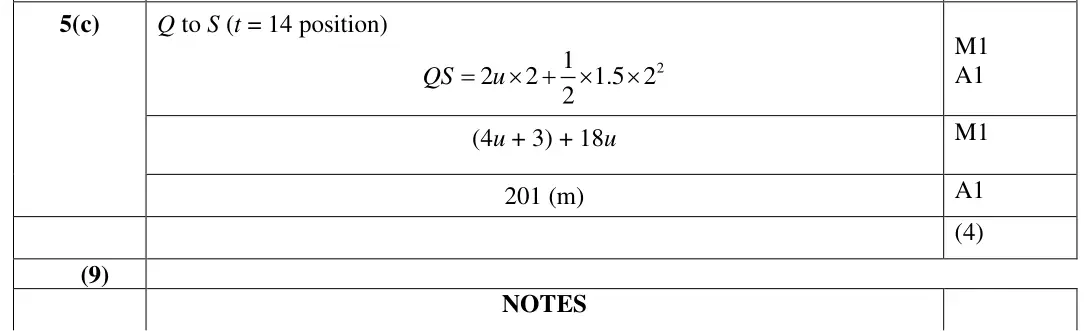 5(c) Q to S (t = 14 position)
QS = 2u × 2 + 1/2 × 1.5 × 2²
M1
A1
(4u + 3) + 18u
M1
201 (m)
A1
(4)
(9)
NOTES